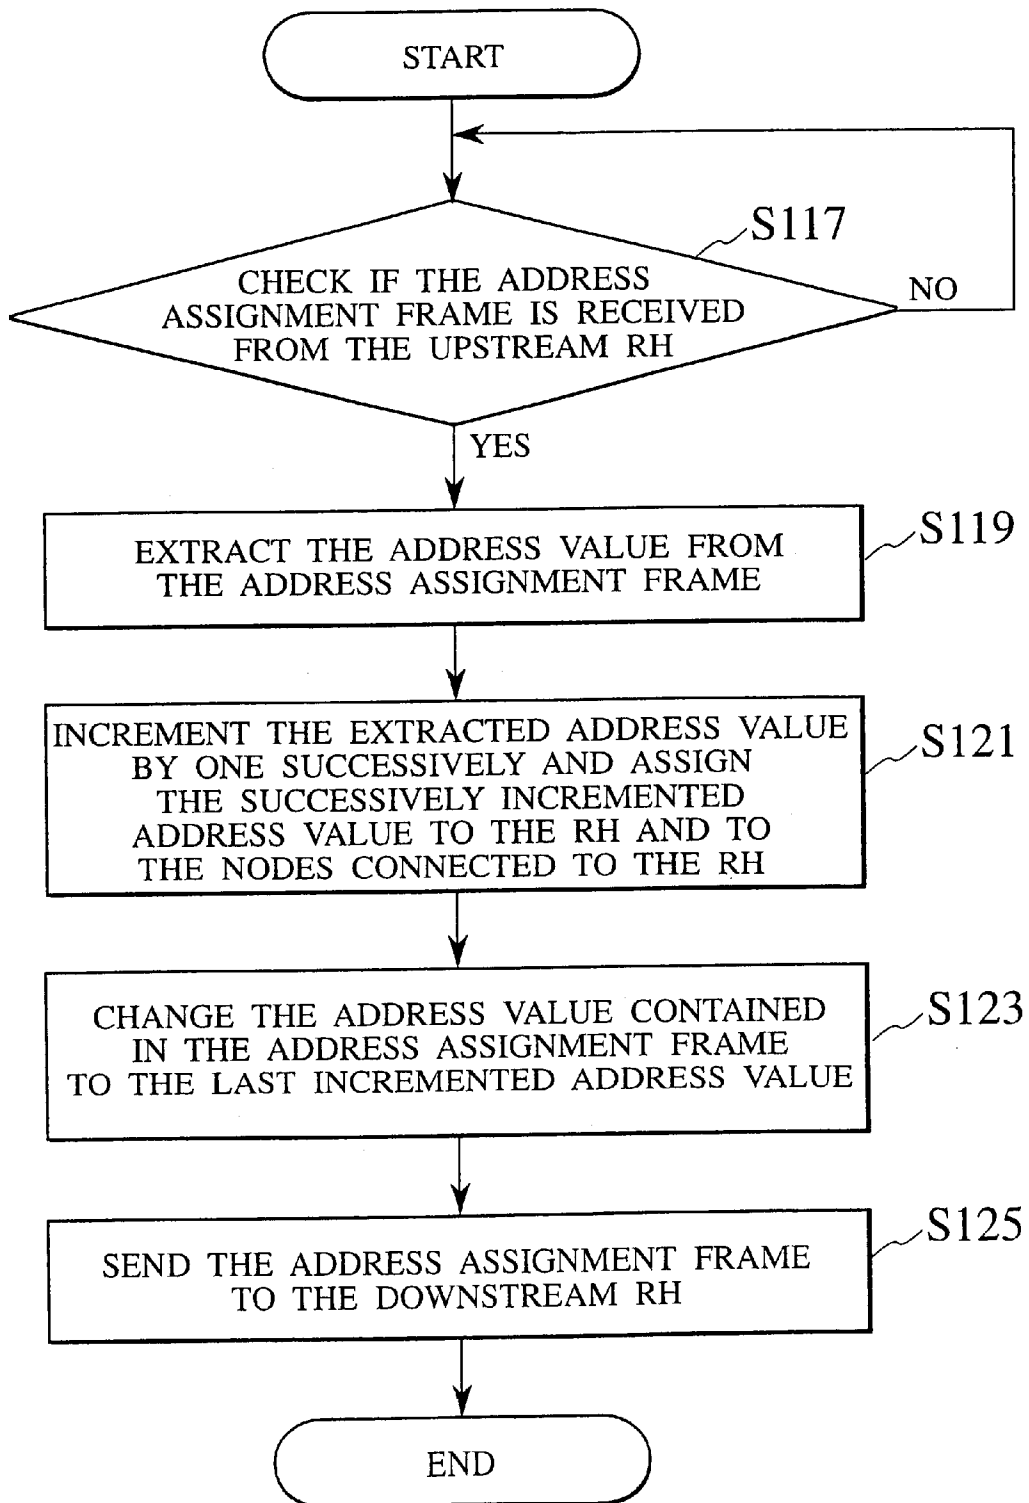 START
S117
CHECK IF THE ADDRESS
ASSIGNMENT FRAME IS RECEIVED
FROM THE UPSTREAM RH
NO
YES
S119
EXTRACT THE ADDRESS VALUE FROM
THE ADDRESS ASSIGNMENT FRAME
S121
INCREMENT THE EXTRACTED ADDRESS VALUE
BY ONE SUCCESSIVELY AND ASSIGN
THE SUCCESSIVELY INCREMENTED
ADDRESS VALUE TO THE RH AND TO
THE NODES CONNECTED TO THE RH
S123
CHANGE THE ADDRESS VALUE CONTAINED
IN THE ADDRESS ASSIGNMENT FRAME
TO THE LAST INCREMENTED ADDRESS VALUE
S125
SEND THE ADDRESS ASSIGNMENT FRAME
TO THE DOWNSTREAM RH
END